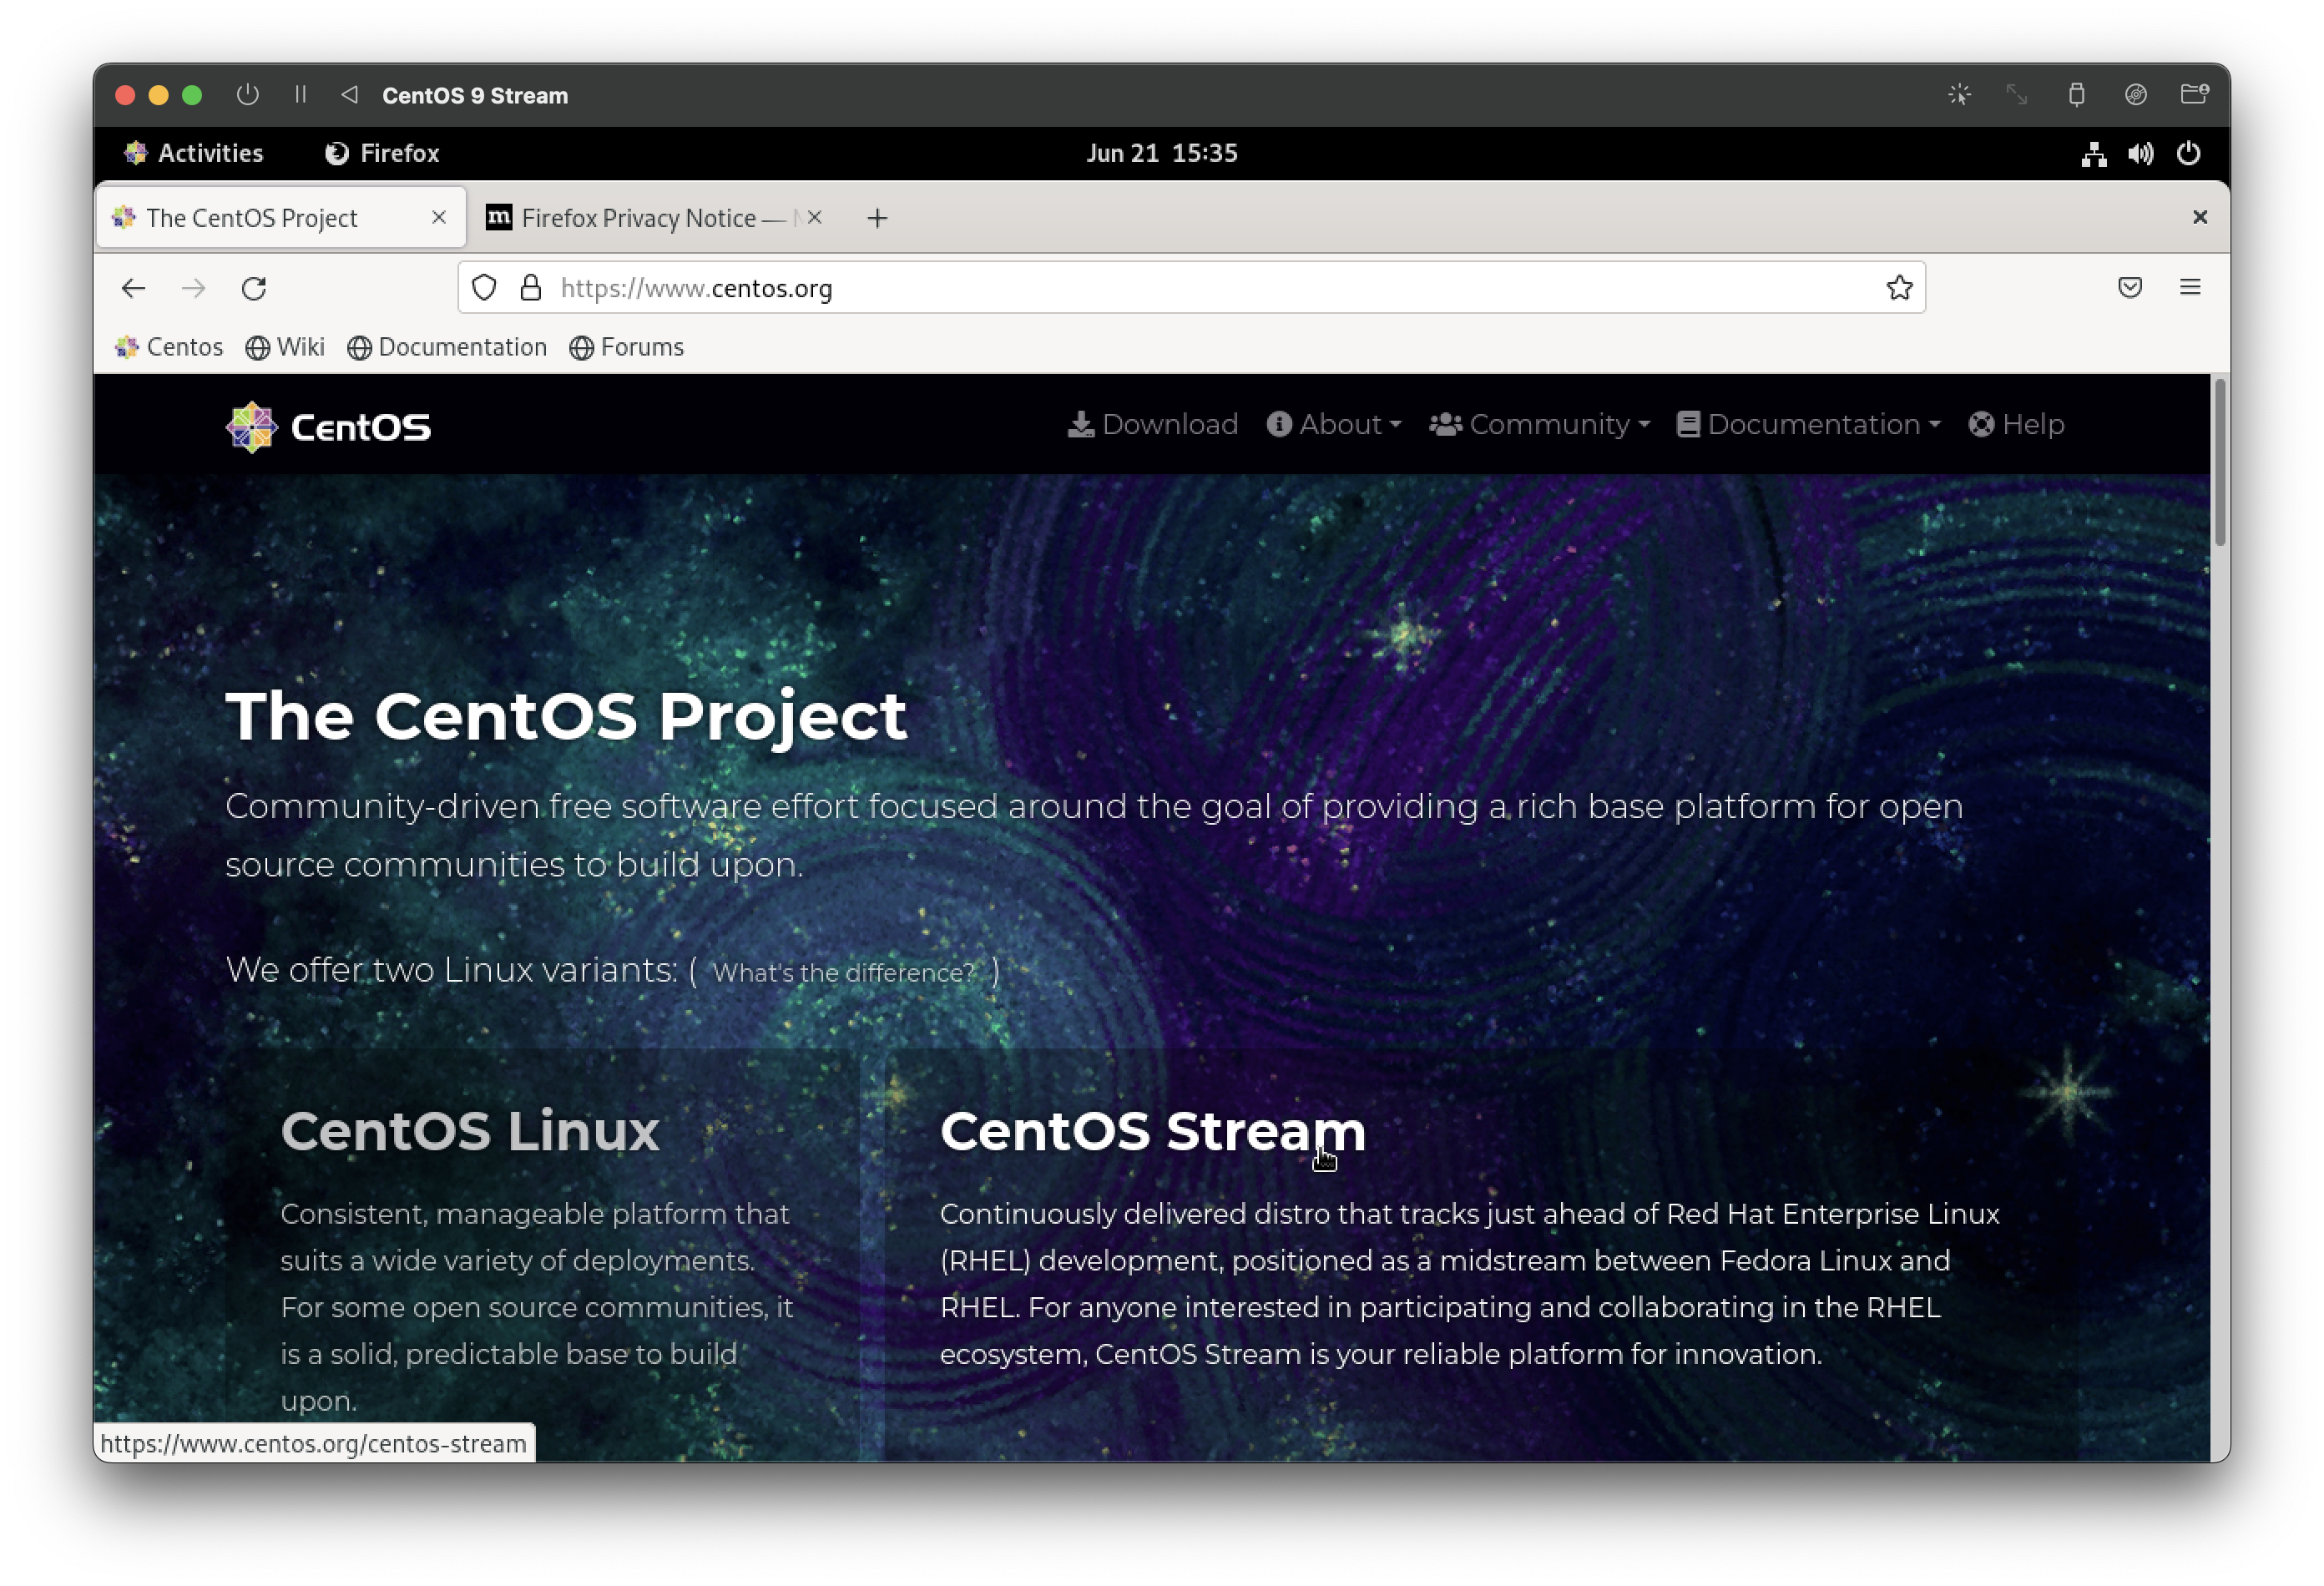 CentOS 9 Stream
Activities Firefox Jun 21 15:35
The CentOS Project Firefox Privacy Notice —
https://www.centos.org
Centos Wiki Documentation Forums
CentOS Download About Community Documentation Help
The CentOS Project
Community-driven free software effort focused around the goal of providing a rich base platform for open
source communities to build upon.
We offer two Linux variants: ( What's the difference? )
CentOS Linux
Consistent, manageable platform that
suits a wide variety of deployments.
For some open source communities, it
is a solid, predictable base to build
upon.
CentOS Stream
Continuously delivered distro that tracks just ahead of Red Hat Enterprise Linux
(RHEL) development, positioned as a midstream between Fedora Linux and
RHEL. For anyone interested in participating and collaborating in the RHEL
ecosystem, CentOS Stream is your reliable platform for innovation.
https://www.centos.org/centos-stream